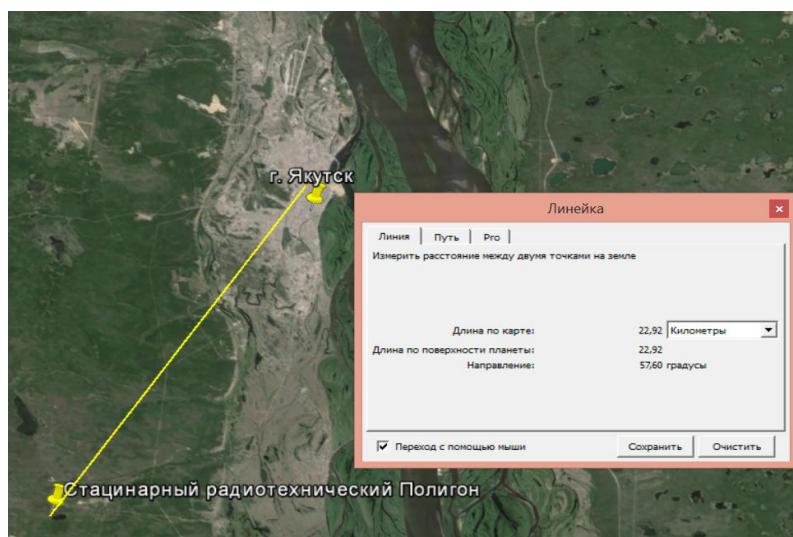 г. Якутск
Линейка
Линия Путь Pro
Измерить расстояние между двумя точками на земле
Длина по карте: 22,92 Километры
Длина по поверхности планеты: 22,92
Направление: 57,60 градусы
Переход с помощью мыши Сохранить Очистить
Стацинарный радиотехнический Полигон